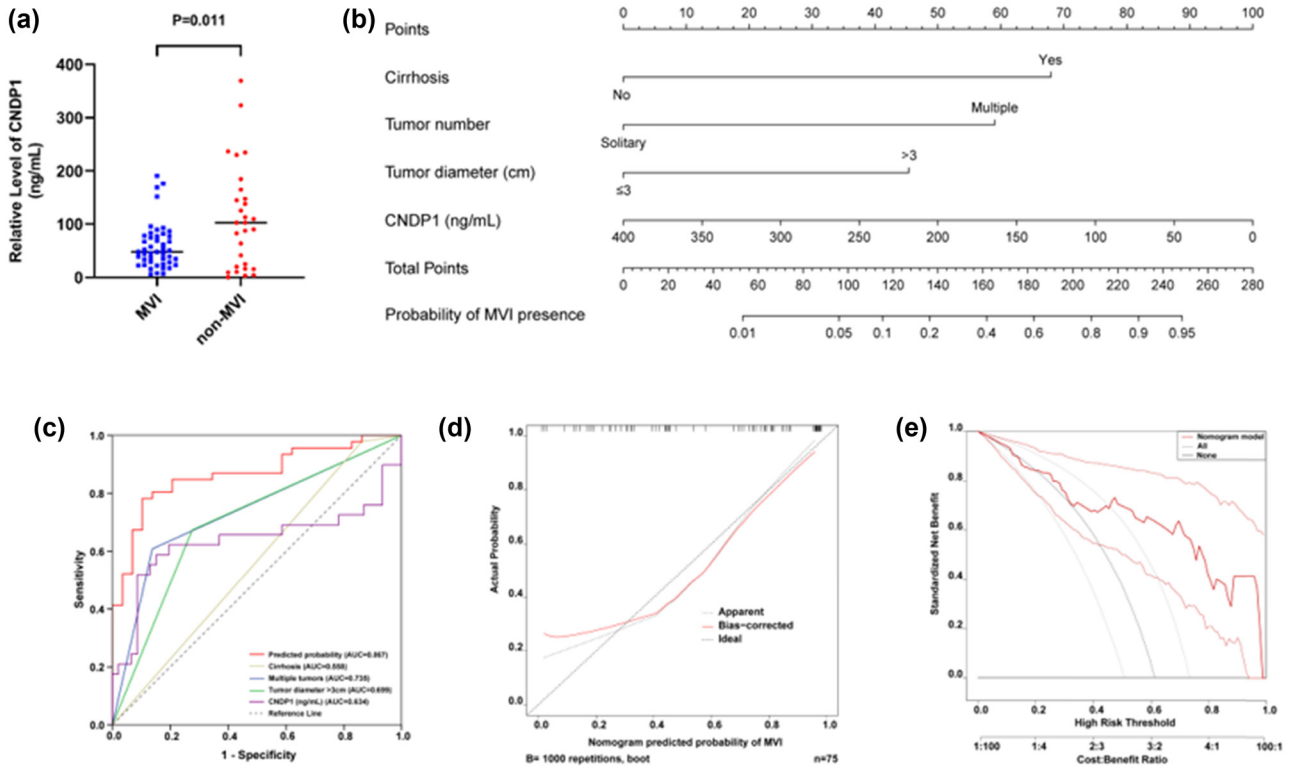 (a)
P=0.011
Relative Level of CNDP1
(ng/mL)
400
300
200
100
0
MVI
non-MVI
(b)
Points
0 10 20 30 40 50 60 70 80 90 100
Cirrhosis
Yes
No
Tumor number
Multiple
Solitary
Tumor diameter (cm)
>3
≤3
CNDP1 (ng/mL)
400 350 300 250 200 150 100 50 0
Total Points
0 20 40 60 80 100 120 140 160 180 200 220 240 260 280
Probability of MVI presence
0.01 0.05 0.1 0.2 0.4 0.6 0.8 0.9 0.95
(c)
Sensitivity
1.0
0.8
0.6
0.4
0.2
0.0
Predicted probability (AUC=0.867)
Cirrhosis (AUC=0.558)
Multiple tumors (AUC=0.735)
Tumor diameter >3cm (AUC=0.699)
CNDP1 (ng/mL) (AUC=0.634)
Reference Line
0.0 0.2 0.4 0.6 0.8 1.0
1 - Specificity
(d)
Actual Probability
1.0
0.8
0.6
0.4
0.2
0.0
Apparent
Bias-corrected
Ideal
0.0 0.2 0.4 0.6 0.8 1.0
Nomogram predicted probability of MVI
B= 1000 repetitions, boot
n=75
(e)
Standardized Net Benefit
1.0
0.8
0.6
0.4
0.2
0.0
Nomogram model
All
None
0.0 0.2 0.4 0.6 0.8 1.0
High Risk Threshold
1:100 1:4 2:3 3:2 4:1 100:1
Cost:Benefit Ratio